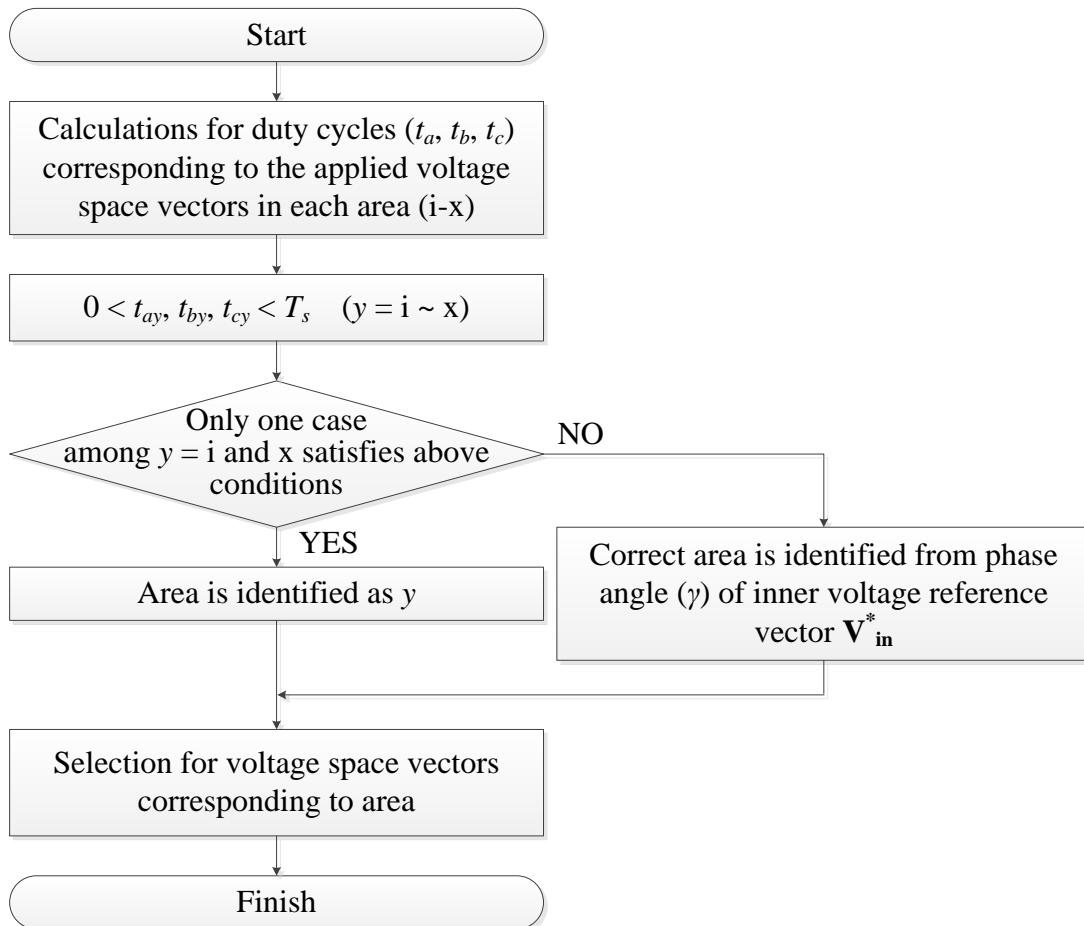 Start
Calculations for duty cycles (ta, tb, tc)
corresponding to the applied voltage
space vectors in each area (i-x)
0 < tay, tby, tcy < Ts (y = i ~ x)
Only one case
among y = i and x satisfies above
conditions
NO
YES
Area is identified as y
Correct area is identified from phase
angle (γ) of inner voltage reference
vector V*in
Selection for voltage space vectors
corresponding to area
Finish